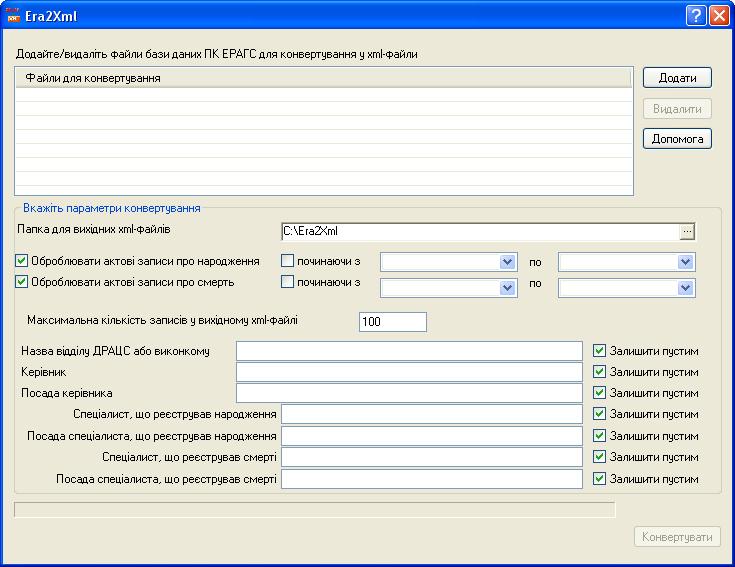 Era2Xml
Додайте/видаліть файли бази даних ПК ЕРАГС для конвертування у xml-файли
Файли для конвертування
Додати
Видалити
Допомога
Вкажіть параметри конвертування
Папка для вихідних xml-файлів C:\Era2Xml ...
Оброблювати актові записи про народження починаючи з по
Оброблювати актові записи про смерть починаючи з по
Максимальна кількість записів у вихідному xml-файлі 100
Назва відділу ДРАЦС або виконкому Залишити пустим
Керівник Залишити пустим
Посада керівника Залишити пустим
Спеціалист, що реєстрував народження Залишити пустим
Посада спеціалиста, що реєстрував народження Залишити пустим
Спеціалист, що реєстрував смерті Залишити пустим
Посада спеціалиста, що реєстрував смерті Залишити пустим
Конвертувати